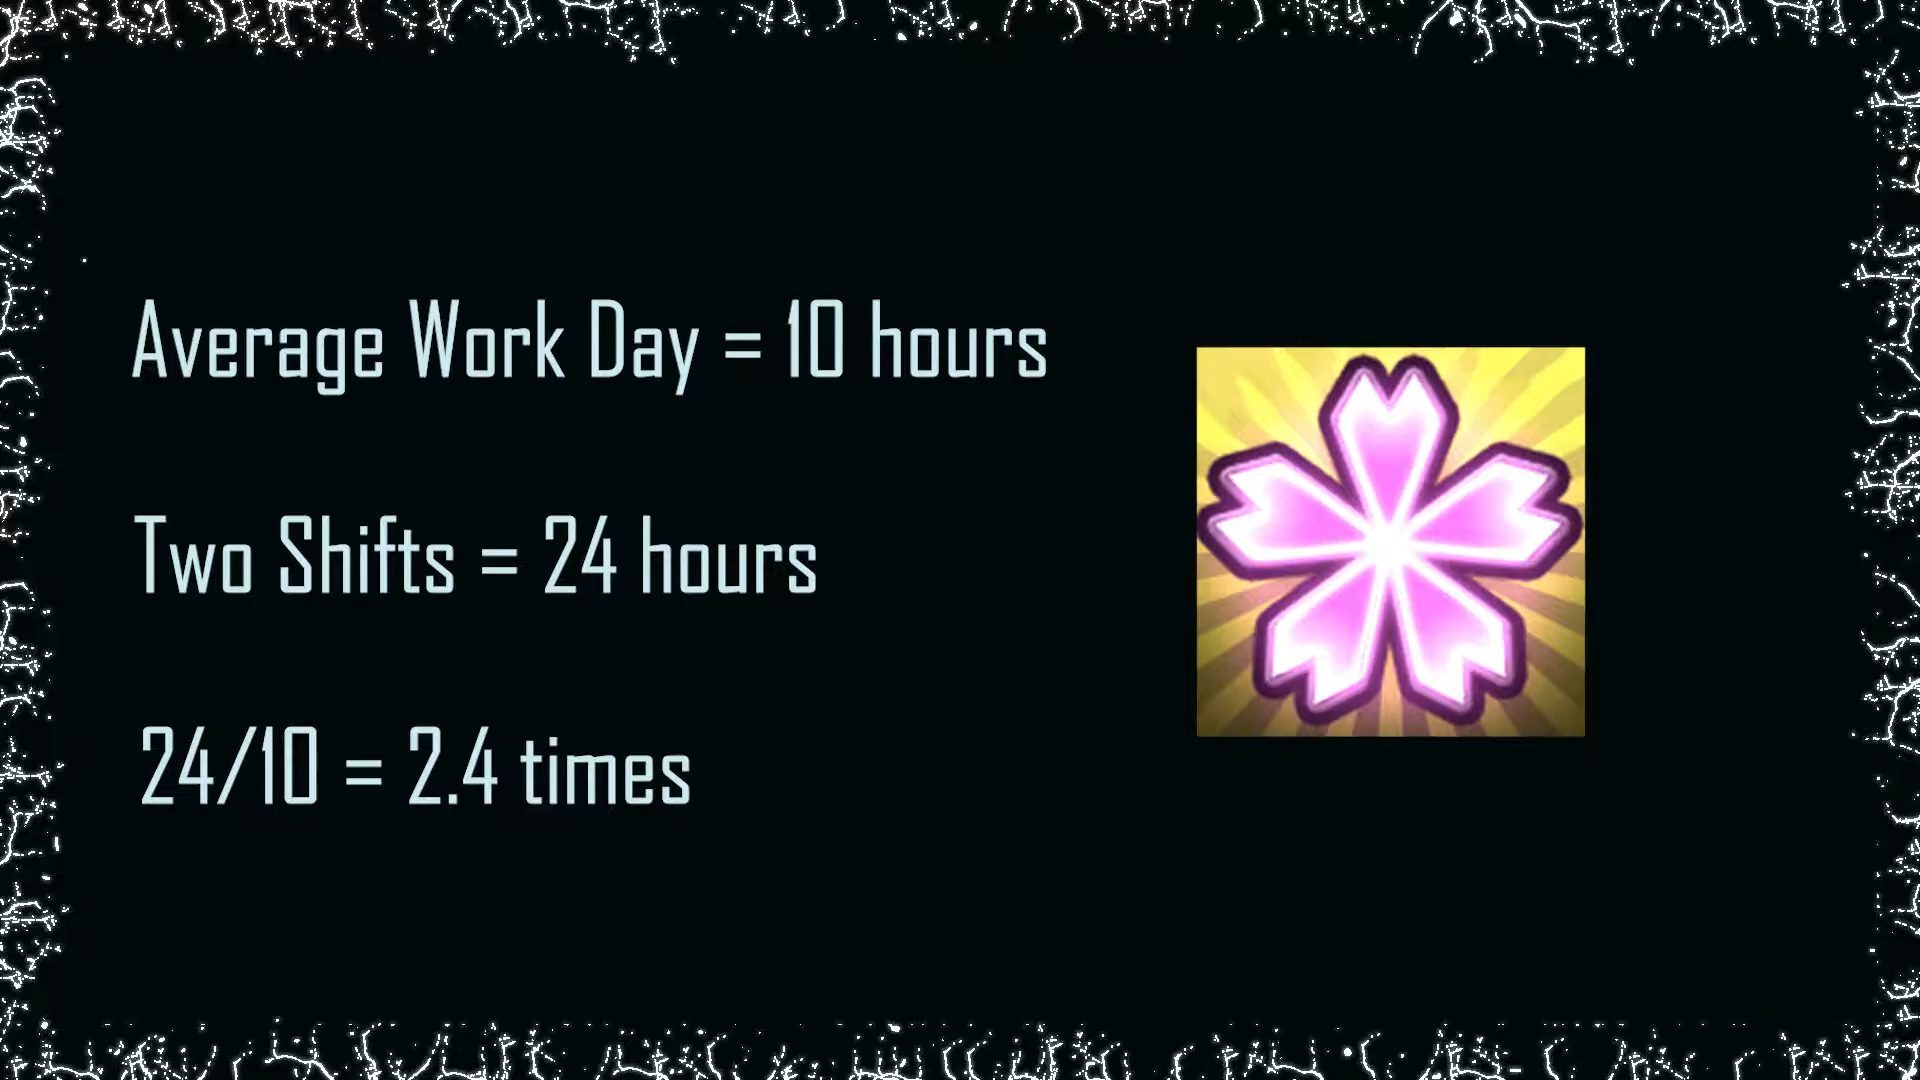 Average Work Day = 10 hours
Two Shifts = 24 hours
24/10 = 2.4 times